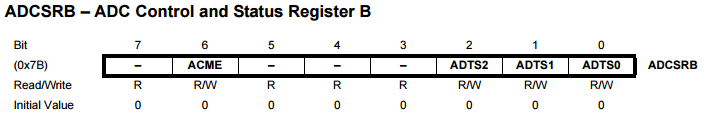 ADCSRB – ADC Control and Status Register B
Bit 7 6 5 4 3 2 1 0
(0x7B) – ACME – – – ADTS2 ADTS1 ADTS0 ADCSRB
Read/Write R R/W R R R R/W R/W R/W
Initial Value 0 0 0 0 0 0 0 0